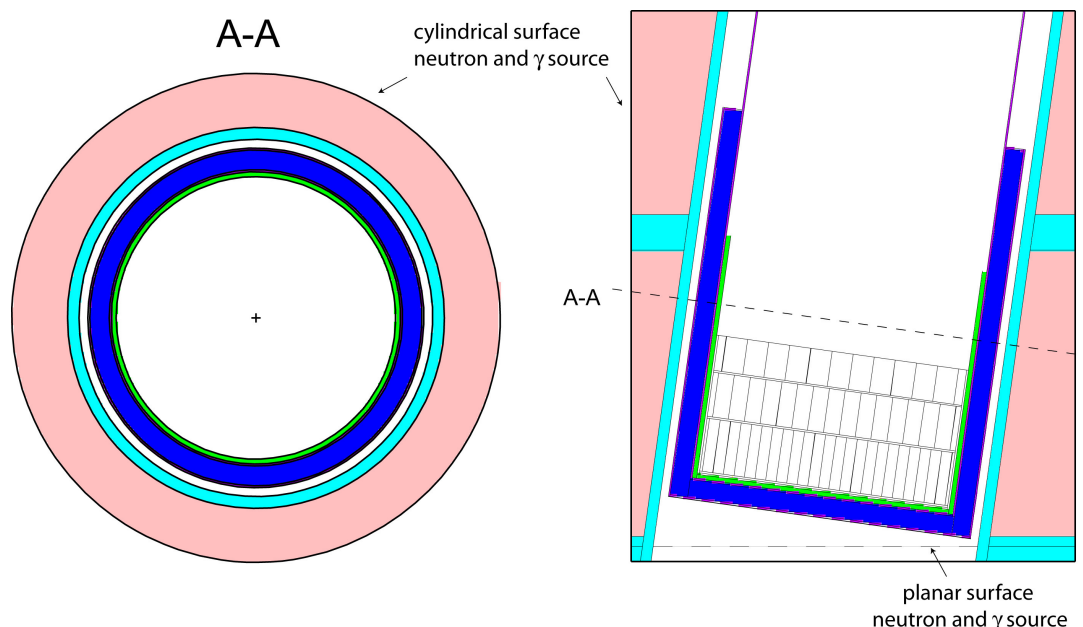 A-A
cylindrical surface
neutron and γ source
A-A
planar surface
neutron and γ source